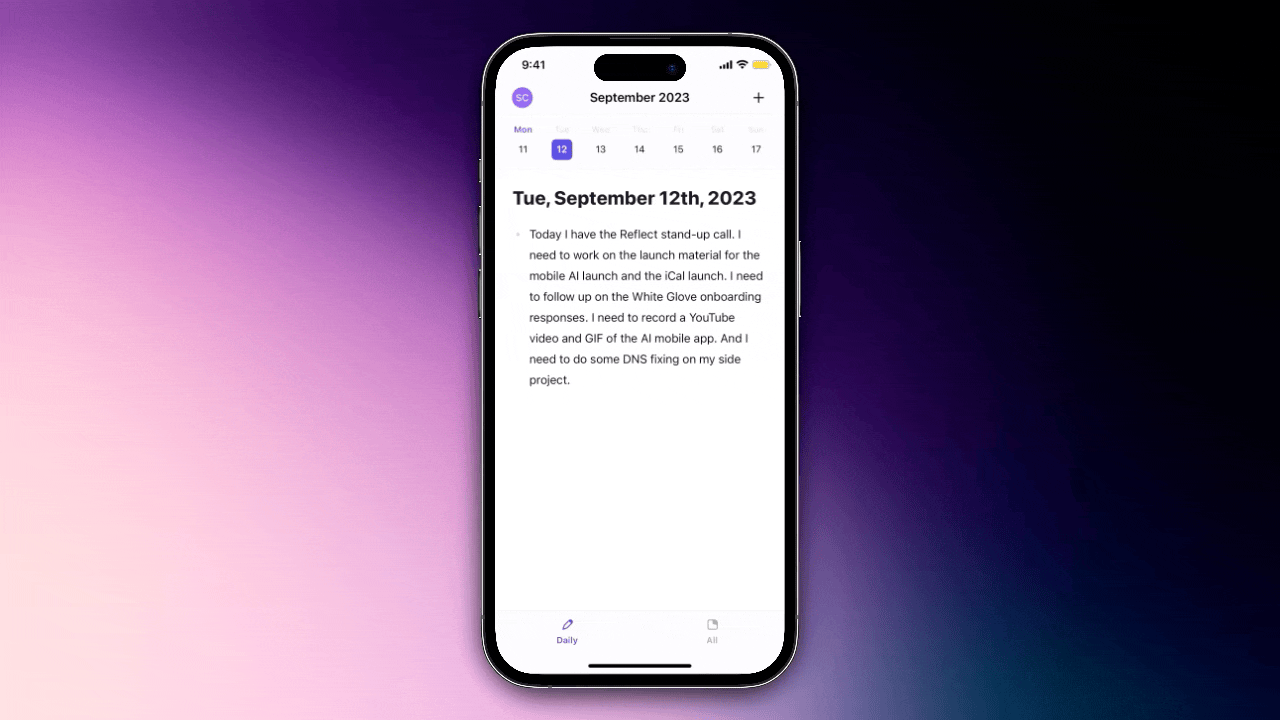 9:41
SC
September 2023
+
Mon Tue Wed Thu Fri Sat Sun
11 12 13 14 15 16 17
Tue, September 12th, 2023
Today I have the Reflect stand-up call. I
need to work on the launch material for the
mobile AI launch and the iCal launch. I need
to follow up on the White Glove onboarding
responses. I need to record a YouTube
video and GIF of the AI mobile app. And I
need to do some DNS fixing on my side
project.
Daily All